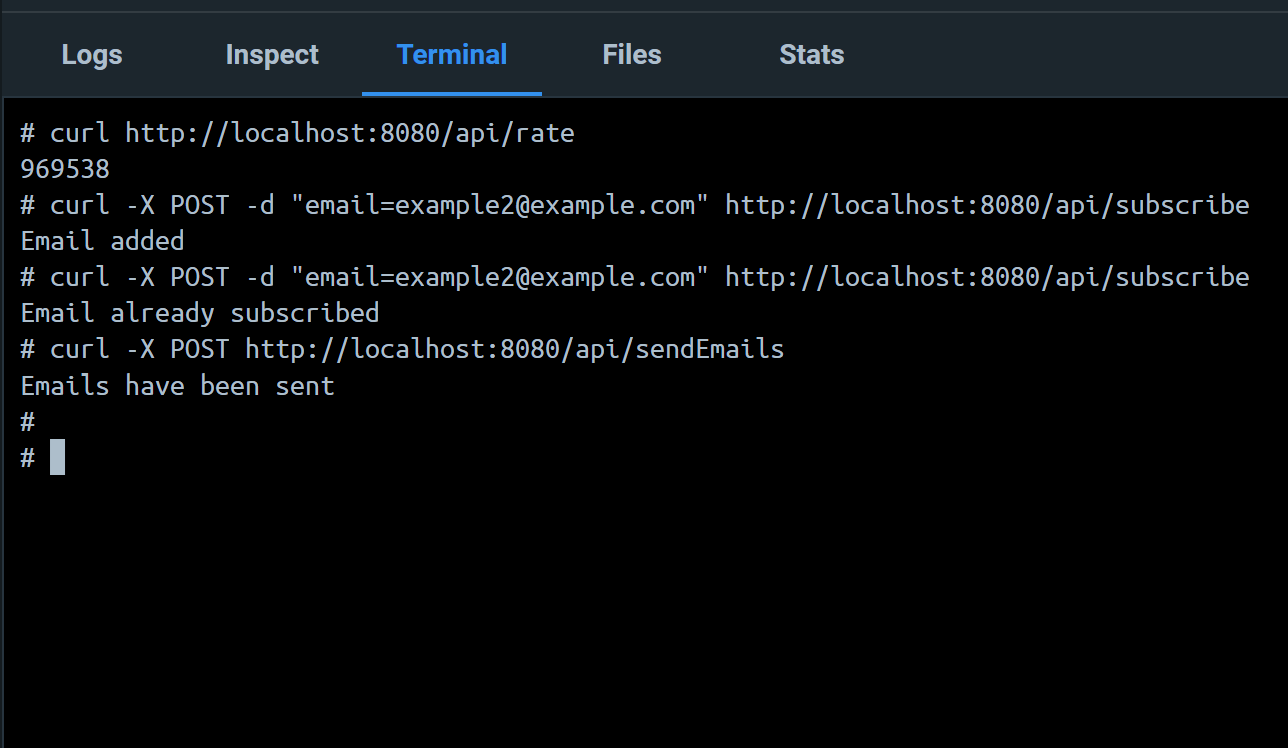 Logs Inspect Terminal Files Stats
# curl http://localhost:8080/api/rate
969538
# curl -X POST -d "email=example2@example.com" http://localhost:8080/api/subscribe
Email added
# curl -X POST -d "email=example2@example.com" http://localhost:8080/api/subscribe
Email already subscribed
# curl -X POST http://localhost:8080/api/sendEmails
Emails have been sent
#
#